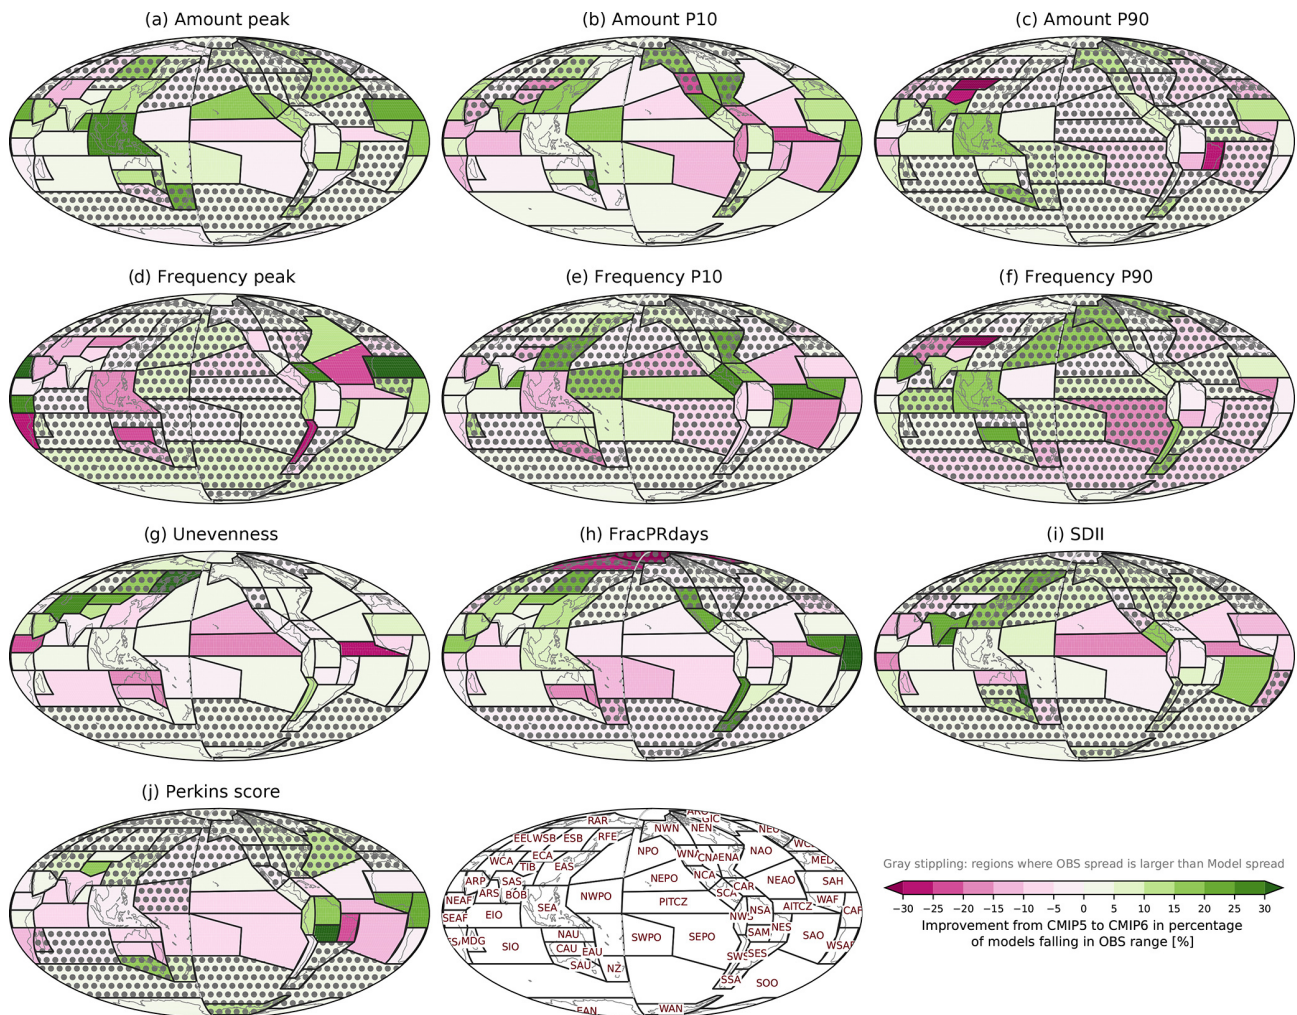 (a) Amount peak
(b) Amount P10
(c) Amount P90
(d) Frequency peak
(e) Frequency P10
(f) Frequency P90
(g) Unevenness
(h) FracPRdays
(i) SDII
(j) Perkins score
RAR
GIC
NWN NEN
RFE
WSB ESB
NPO
NAO
MED
WCA ECA
TIB EAS
WNA ENA
NCA
NEPO
CAR
SCA
NEAO
SAH
ARP SAS
ARS BOB
NEAF
NWPO
PITCZ
AITCZ
WAF
SEAF EIO SEA
NSA
NES
SAM
MDG
SIO
NAU
CAU EAU
SAU NZ
SWPO
SEPO
SES
SSA
SAO
SOO
WAN
Gray stippling: regions where OBS spread is larger than Model spread
−30 −25 −20 −15 −10 −5 0 5 10 15 20 25 30
Improvement from CMIP5 to CMIP6 in percentage
of models falling in OBS range [%]